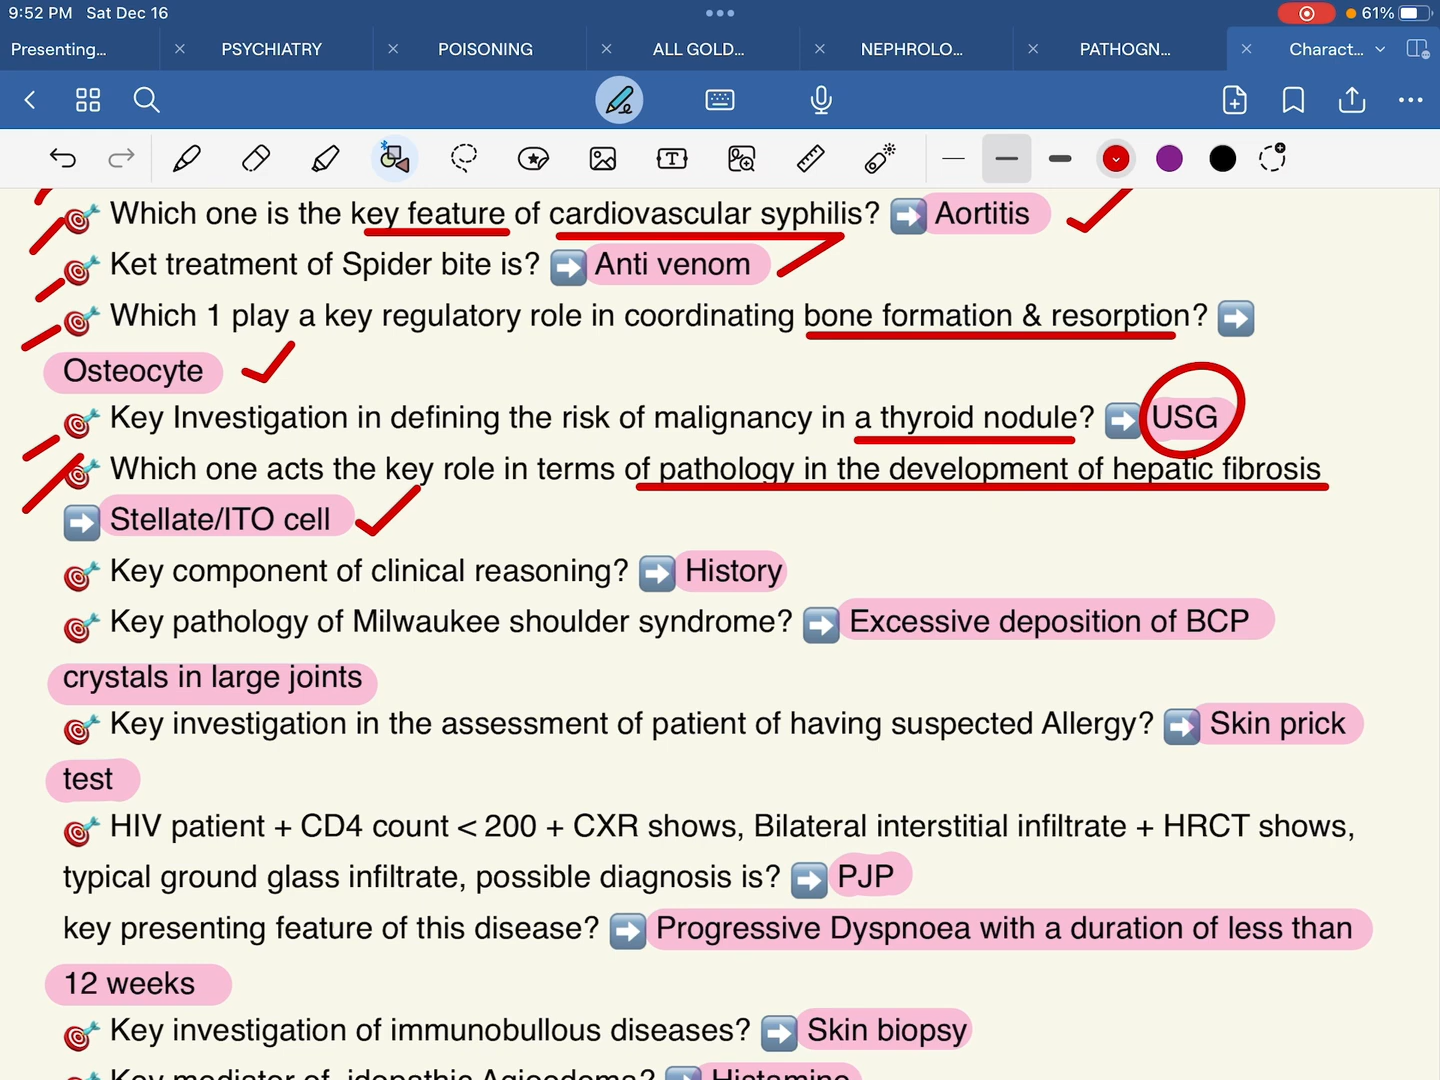 9:52 PM Sat Dec 16 61%
Presenting... PSYCHIATRY POISONING ALL GOLD... NEPHROLO... PATHOGN... Charact...
Which one is the key feature of cardiovascular syphilis? Aortitis
Ket treatment of Spider bite is? Anti venom
Which 1 play a key regulatory role in coordinating bone formation & resorption?
Osteocyte
Key Investigation in defining the risk of malignancy in a thyroid nodule? USG
Which one acts the key role in terms of pathology in the development of hepatic fibrosis
Stellate/ITO cell
Key component of clinical reasoning? History
Key pathology of Milwaukee shoulder syndrome? Excessive deposition of BCP
crystals in large joints
Key investigation in the assessment of patient of having suspected Allergy? Skin prick
test
HIV patient + CD4 count < 200 + CXR shows, Bilateral interstitial infiltrate + HRCT shows,
typical ground glass infiltrate, possible diagnosis is? PJP
key presenting feature of this disease? Progressive Dyspnoea with a duration of less than
12 weeks
Key investigation of immunobullous diseases? Skin biopsy
Key mediator of idopathic Agioedema? Histamine